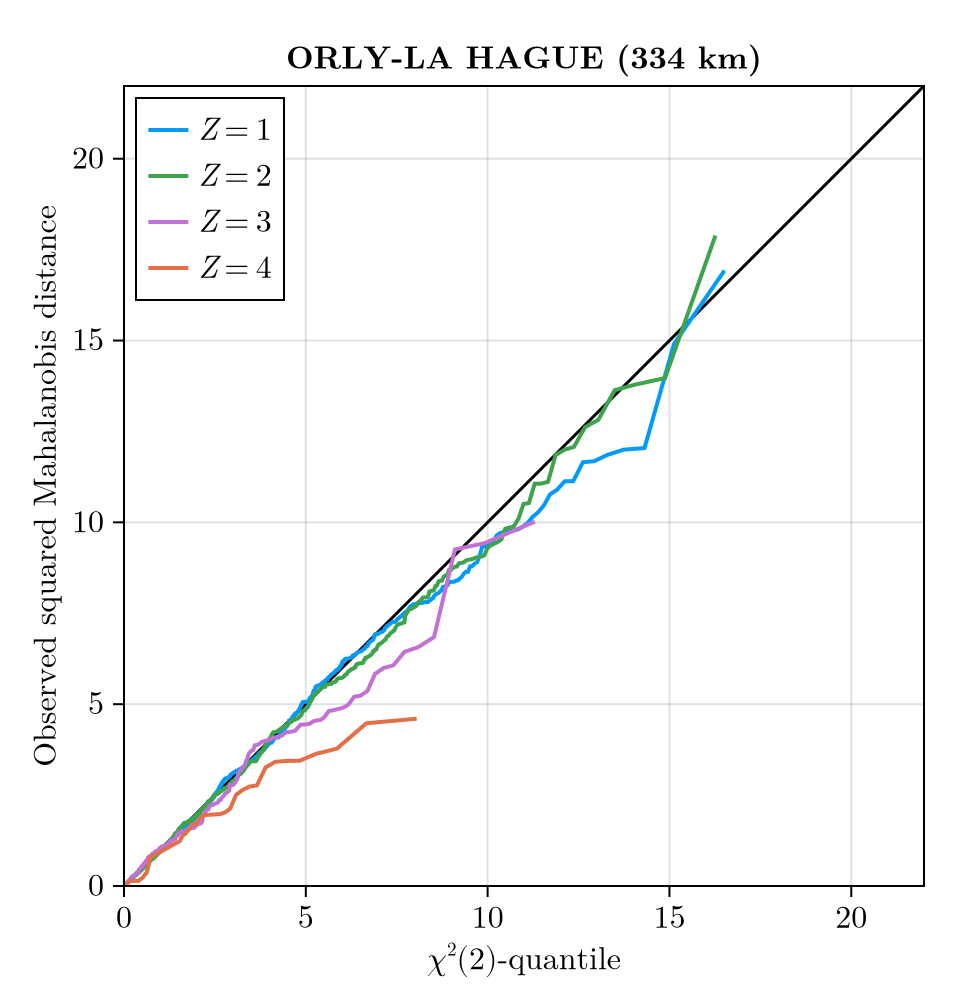 ORLY-LA HAGUE (334 km)
Z = 1
Z = 2
Z = 3
Z = 4
Observed squared Mahalanobis distance
20
15
10
5
0
0 5 10 15 20
χ²(2)-quantile